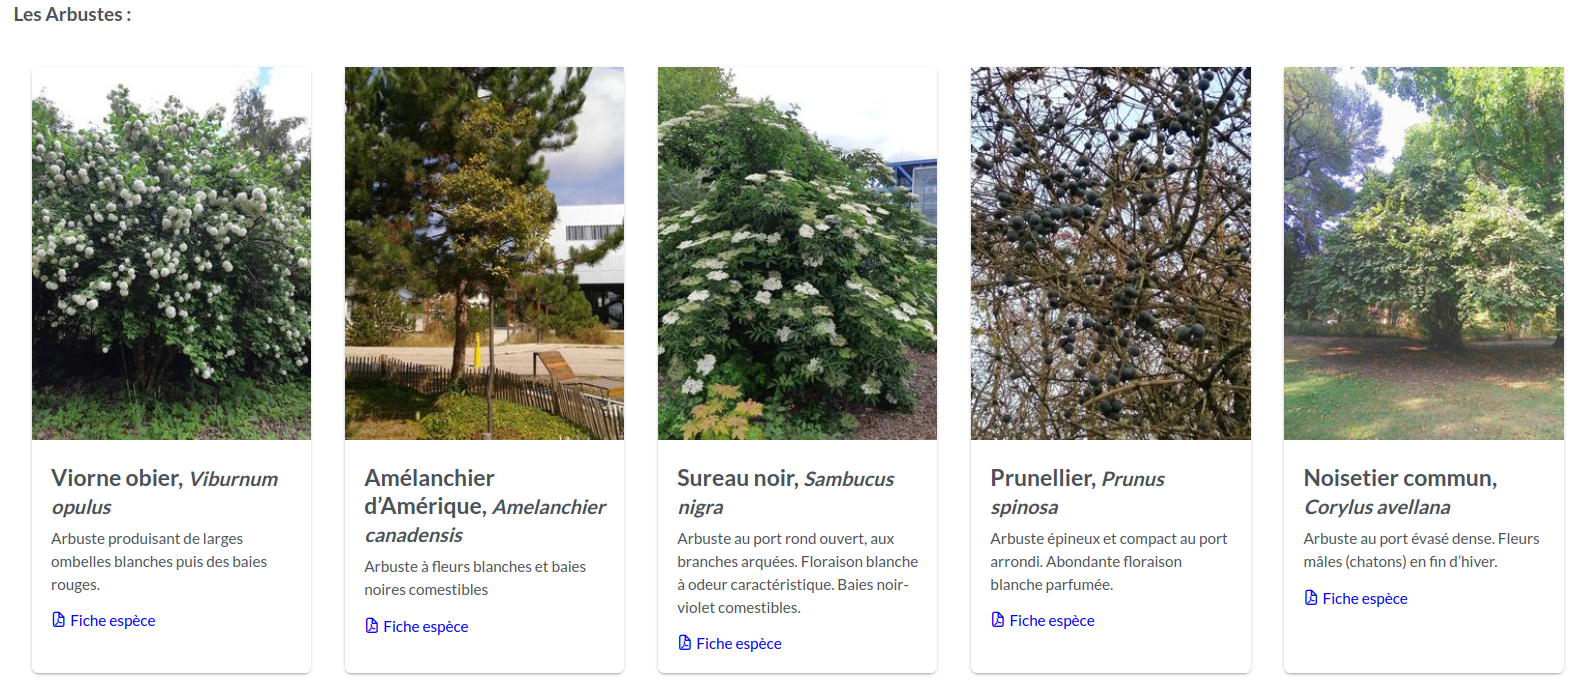 Les Arbustes :
Viorne obier, Viburnum
opulus
Arbuste produisant de larges
ombelles blanches puis des baies
rouges.
Fiche espèce
Amélanchier
d’Amérique, Amelanchier
canadensis
Arbuste à fleurs blanches et baies
noires comestibles
Fiche espèce
Sureau noir, Sambucus
nigra
Arbuste au port rond ouvert, aux
branches arquées. Floraison blanche
à odeur caractéristique. Baies noir-
violet comestibles.
Fiche espèce
Prunellier, Prunus
spinosa
Arbuste épineux et compact au port
arrondi. Abondante floraison
blanche parfumée.
Fiche espèce
Noisetier commun,
Corylus avellana
Arbuste au port évasé dense. Fleurs
mâles (chatons) en fin d’hiver.
Fiche espèce